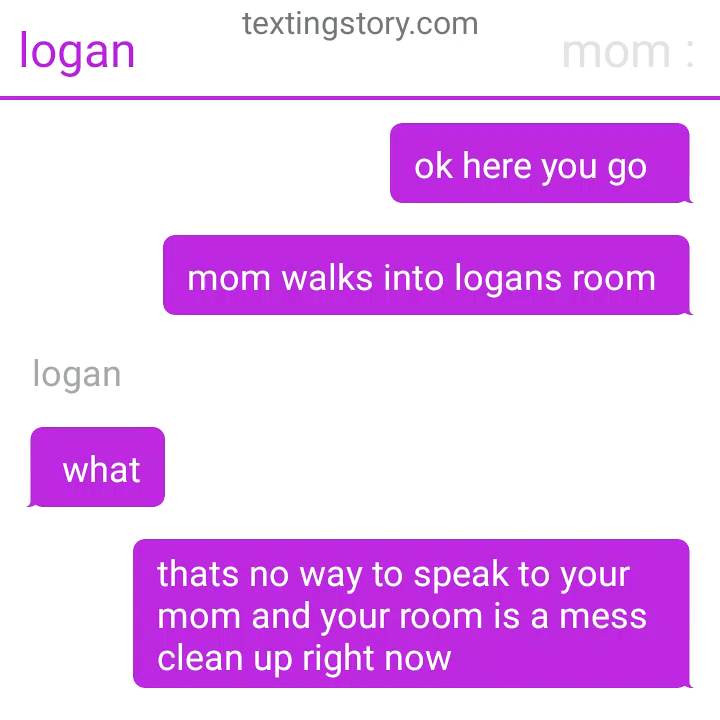 textingstory.com
logan
mom :
ok here you go
mom walks into logans room
logan
what
thats no way to speak to your
mom and your room is a mess
clean up right now